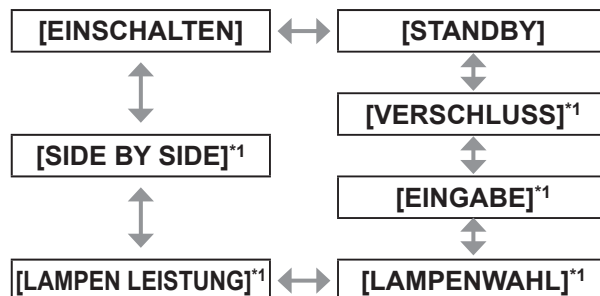 [EINSCHALTEN] [STANDBY]
[VERSCHLUSS]*1
[SIDE BY SIDE]*1
[EINGABE]*1
[LAMPEN LEISTUNG]*1 [LAMPENWAHL]*1